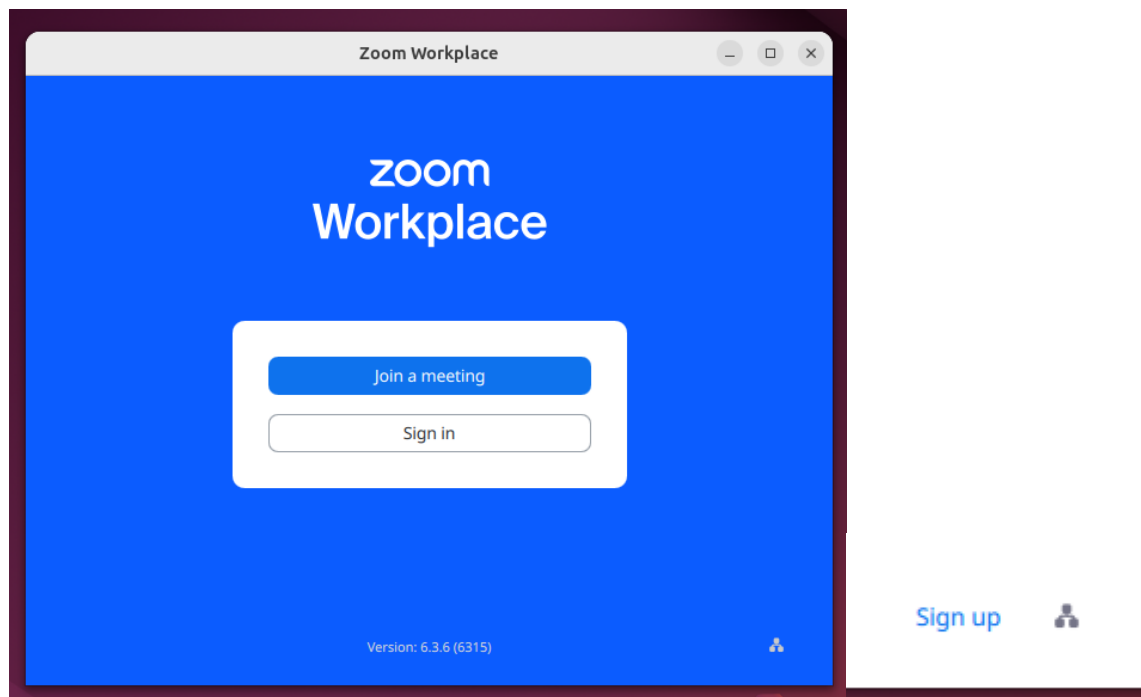 Zoom Workplace
zoom
Workplace
Join a meeting
Sign in
Version: 6.3.6 (6315)
Sign up